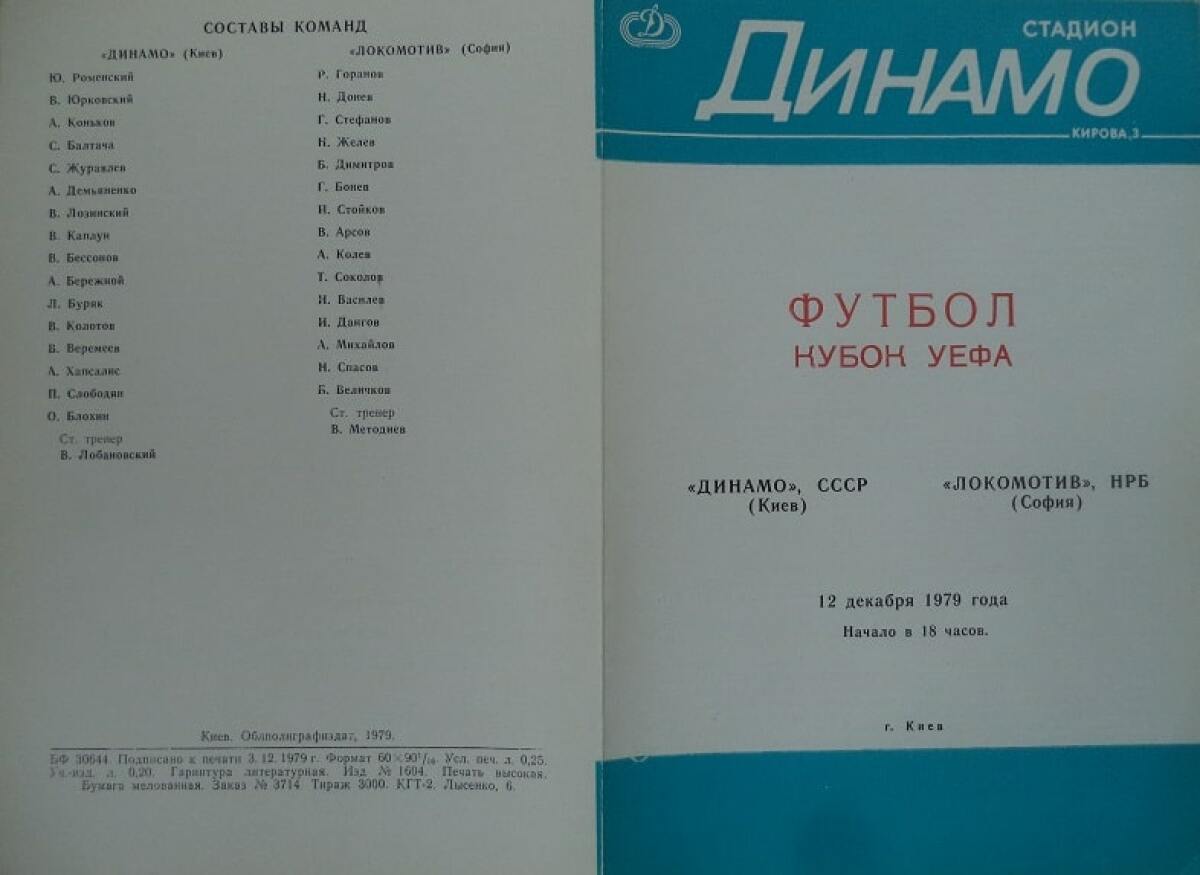 СОСТАВЫ КОМАНД
«ДИНАМО» (Киев)
Ю. Роменский
В. Юрковский
А. Коньков
С. Балтача
С. Журавлев
А. Демьяненко
В. Лозинский
В. Каплун
В. Бессонов
А. Бережной
Л. Буряк
В. Колотов
В. Веремеев
А. Хапсалис
П. Слободян
О. Блохин
Ст. тренер
В. Лобановский
«ЛОКОМОТИВ» (София)
Р. Горанов
Н. Донев
Г. Стефанов
Н. Желев
Б. Димитров
Г. Бонев
Н. Стойков
В. Арсов
А. Колев
Т. Соколов
И. Василев
И. Дангов
А. Михайлов
Н. Спасов
Б. Величков
Ст. тренер
В. Методиев
Киев. Облполиграфиздат, 1979.
БФ 30644. Подписано к печати 3.12.1979 г. Формат 60×90¹/₁₆. Усл. печ. л. 0,25.
Уч.-изд. л. 0,20. Гарнитура литературная. Изд. № 1604. Печать высокая.
Бумага мелованная. Заказ № 3714. Тираж 3000. КГТ-2. Лысенко, 6.
Д
СТАДИОН
ДИНАМО
КИРОВА,3
ФУТБОЛ
КУБОК УЕФА
«ДИНАМО», СССР
(Киев)
«ЛОКОМОТИВ», НРБ
(София)
12 декабря 1979 года
Начало в 18 часов.
г. Киев